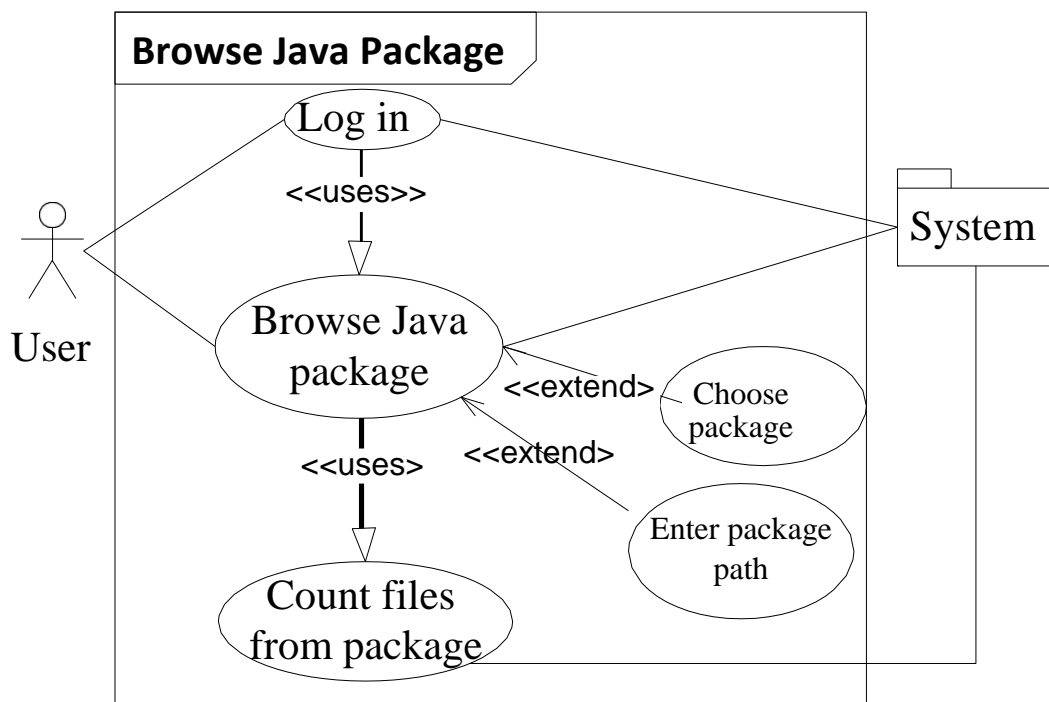 Browse Java Package
Log in
<<uses>>
System
User
Browse Java
package
<<extend>
Choose
package
<<uses>
<<extend>
Enter package
path
Count files
from package